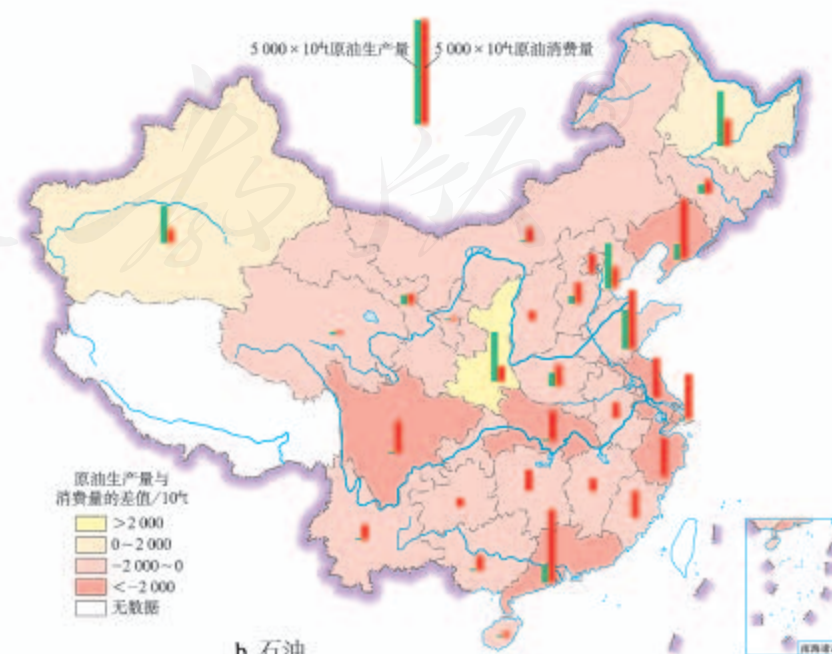 5 000×10⁴t原油生产量 5 000×10⁴t原油消费量
原油生产量与
消费量的差值/10⁴t
>2 000
0~2 000
-2 000~0
<-2 000
无数据
b 石油